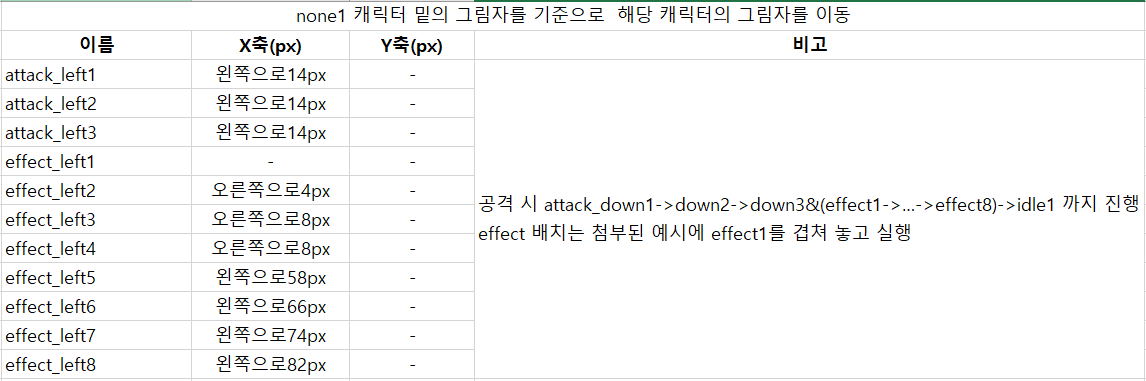 none1 캐릭터 밑의 그림자를 기준으로  해당 캐릭터의 그림자를 이동
이름 X축(px) Y축(px) 비고
attack_left1 왼쪽으로14px -
attack_left2 왼쪽으로14px -
attack_left3 왼쪽으로14px -
effect_left1 - -
effect_left2 오른쪽으로4px -
effect_left3 오른쪽으로8px -
effect_left4 오른쪽으로8px -
effect_left5 왼쪽으로58px -
effect_left6 왼쪽으로66px -
effect_left7 왼쪽으로74px -
effect_left8 왼쪽으로82px -
공격 시 attack_down1->down2->down3&(effect1->...->effect8)->idle1 까지 진행
effect 배치는 첨부된 예시에 effect1를 겹쳐 놓고 실행